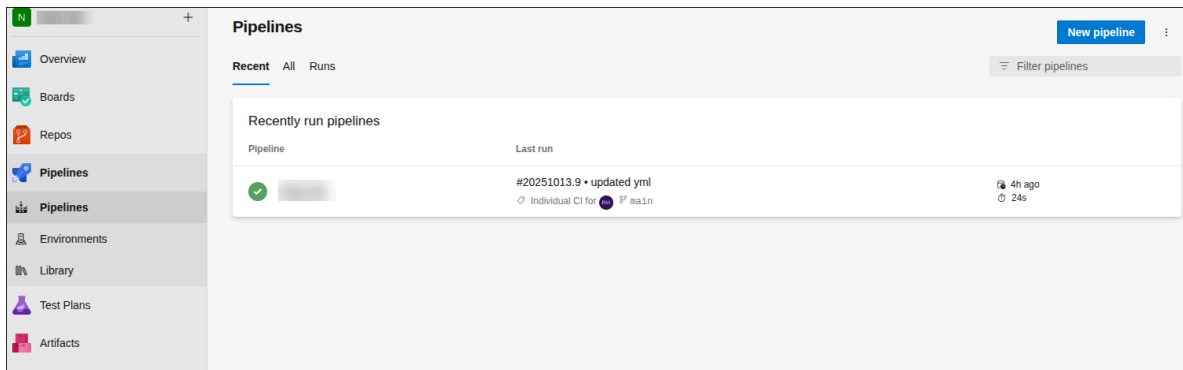 N
+
Overview
Boards
Repos
Pipelines
Pipelines
Environments
Library
Test Plans
Artifacts
Pipelines
New pipeline
Recent All Runs
Filter pipelines
Recently run pipelines
Pipeline Last run
#20251013.9 • updated yml
4h ago
Individual CI for main
24s